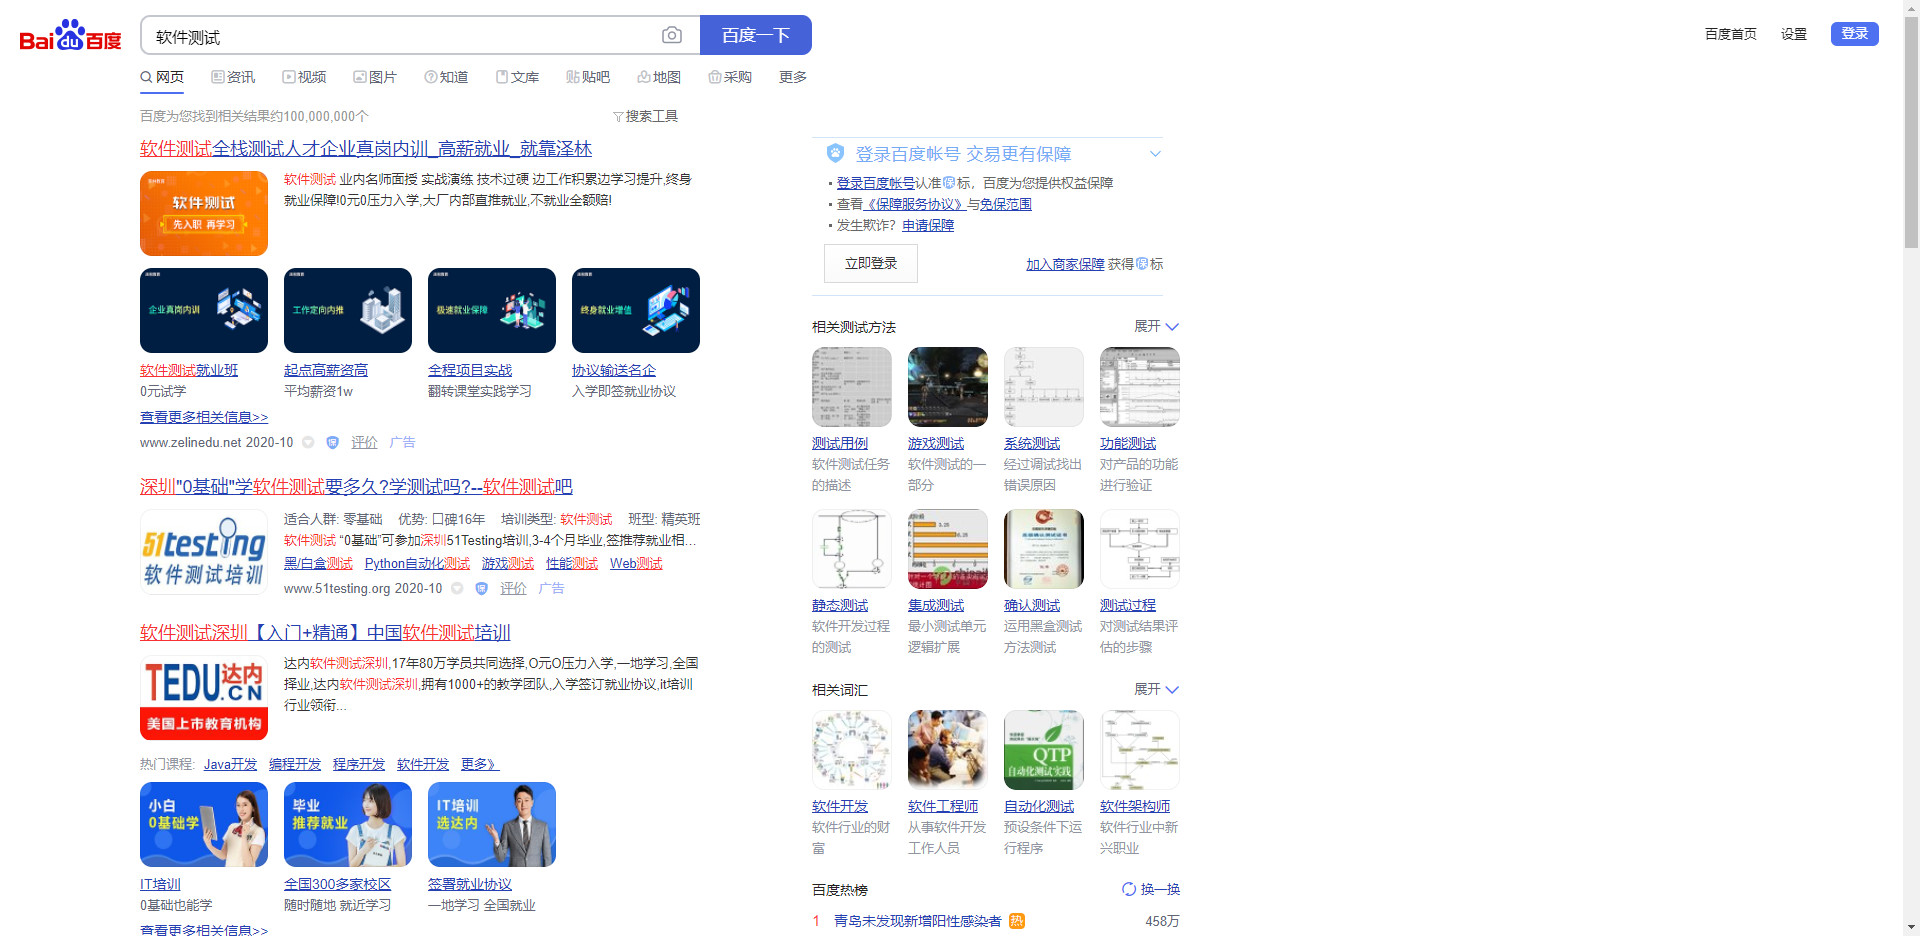 Bai du 百度
软件测试
百度一下
百度首页 设置 登录
网页 资讯 视频 图片 知道 文库 贴吧 地图 采购 更多
百度为您找到相关结果约100,000,000个
搜索工具
软件测试全栈测试人才企业真岗内训_高薪就业_就靠泽林
软件测试
先入职 再学习
软件测试 业内名师面授 实战演练 技术过硬 边工作积累边学习提升,终身
就业保障!0元0压力入学,大厂内部直推就业,不就业全额赔!
企业真岗内训
工作定向内推
极速就业保障
终身就业增值
软件测试就业班
0元试学
起点高薪资高
平均薪资1w
全程项目实战
翻转课堂实践学习
协议输送名企
入学即签就业协议
查看更多相关信息>>
www.zelinedu.net 2020-10 保 评价 广告
深圳"0基础"学软件测试要多久?学测试吗?--软件测试吧
51testing
软件测试培训
适合人群: 零基础 优势: 口碑16年 培训类型: 软件测试 班型: 精英班
软件测试 “0基础”可参加深圳51Testing培训,3-4个月毕业,签推荐就业相...
黑/白盒测试 Python自动化测试 游戏测试 性能测试 Web测试
www.51testing.org 2020-10 保 评价 广告
软件测试深圳【入门+精通】中国软件测试培训
TEDU达内
.CN
美国上市教育机构
达内软件测试深圳,17年80万学员共同选择,O元O压力入学,一地学习,全国
择业,达内软件测试深圳,拥有1000+的教学团队,入学签订就业协议,it培训
行业领衔...
热门课程: Java开发 编程开发 程序开发 软件开发 更多》
小白
0基础学
毕业
推荐就业
IT培训
选达内
IT培训
0基础也能学
全国300多家校区
随时随地 就近学习
签署就业协议
一地学习 全国就业
查看更多相关信息>>
登录百度帐号 交易更有保障
登录百度帐号认准保标，百度为您提供权益保障
查看《保障服务协议》与免保范围
发生欺诈？申请保障
立即登录
加入商家保障 获得保标
相关测试方法 展开
测试用例
软件测试任务
的描述
游戏测试
软件测试的一
部分
系统测试
经过调试找出
错误原因
功能测试
对产品的功能
进行验证
静态测试
软件开发过程
的测试
集成测试
最小测试单元
逻辑扩展
确认测试
运用黑盒测试
方法测试
测试过程
对测试结果评
估的步骤
相关词汇 展开
QTP
自动化测试实践
软件开发
软件行业的财
富
软件工程师
从事软件开发
工作人员
自动化测试
预设条件下运
行程序
软件架构师
软件行业中新
兴职业
百度热榜 换一换
1 青岛未发现新增阳性感染者 热 458万